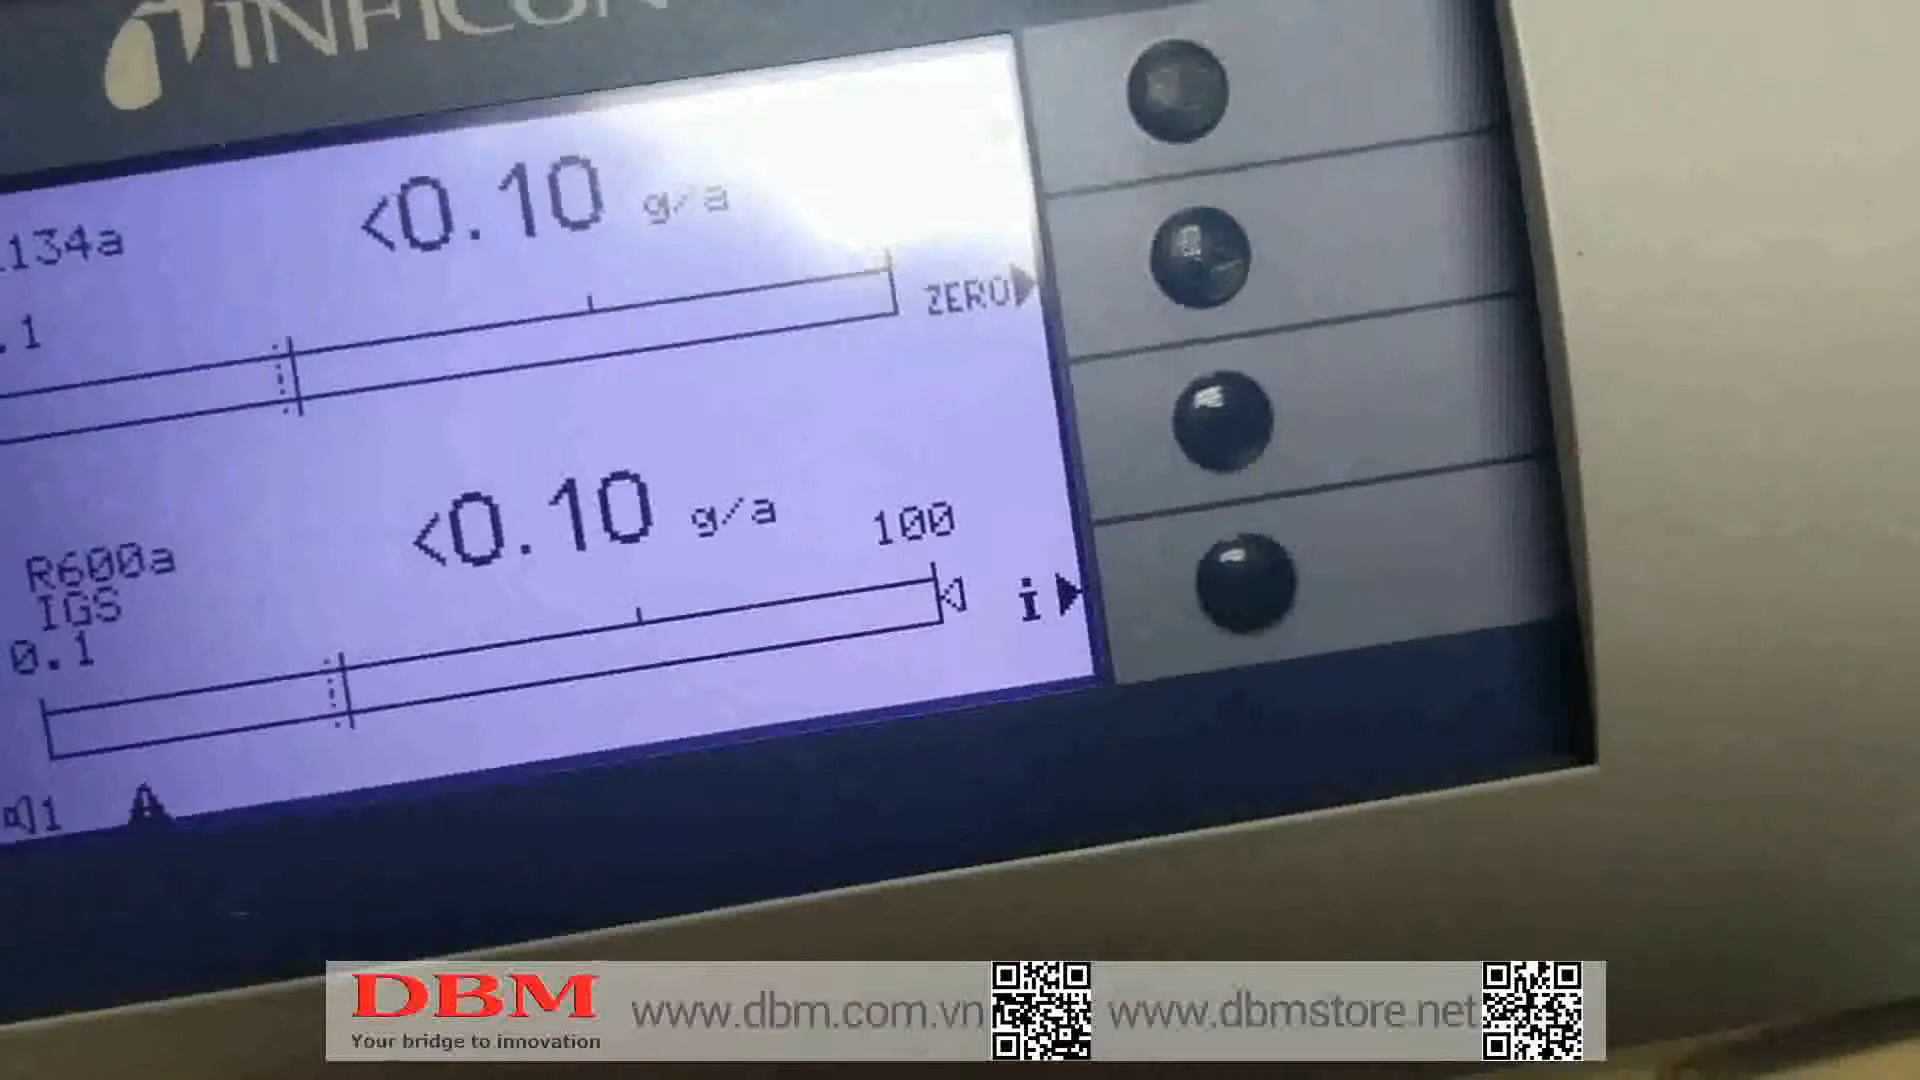 INFICON
134a
<0.10 g/a
.1
ZERO
R600a
IGS
<0.10 g/a
100
0.1
i
1
A
DBM
Your bridge to innovation
www.dbm.com.vn
www.dbmstore.net